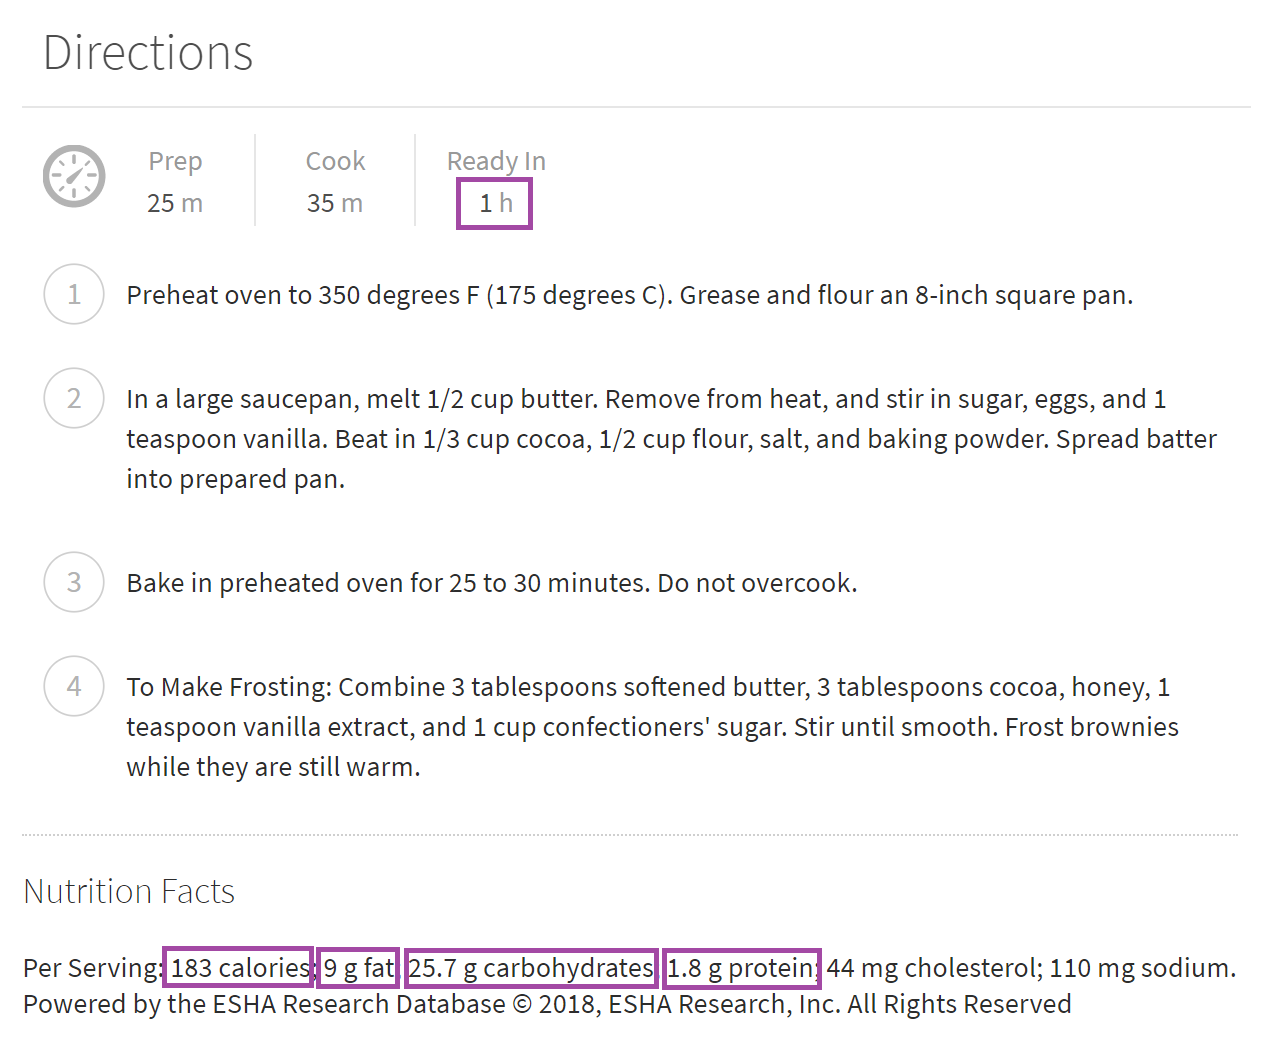 Directions
Prep
Cook
Ready In
25 m
35 m
1 h
1
Preheat oven to 350 degrees F (175 degrees C). Grease and flour an 8-inch square pan.
2
In a large saucepan, melt 1/2 cup butter. Remove from heat, and stir in sugar, eggs, and 1
teaspoon vanilla. Beat in 1/3 cup cocoa, 1/2 cup flour, salt, and baking powder. Spread batter
into prepared pan.
3
Bake in preheated oven for 25 to 30 minutes. Do not overcook.
4
To Make Frosting: Combine 3 tablespoons softened butter, 3 tablespoons cocoa, honey, 1
teaspoon vanilla extract, and 1 cup confectioners' sugar. Stir until smooth. Frost brownies
while they are still warm.
Nutrition Facts
Per Serving: 183 calories; 9 g fat; 25.7 g carbohydrates; 1.8 g protein; 44 mg cholesterol; 110 mg sodium.
Powered by the ESHA Research Database © 2018, ESHA Research, Inc. All Rights Reserved